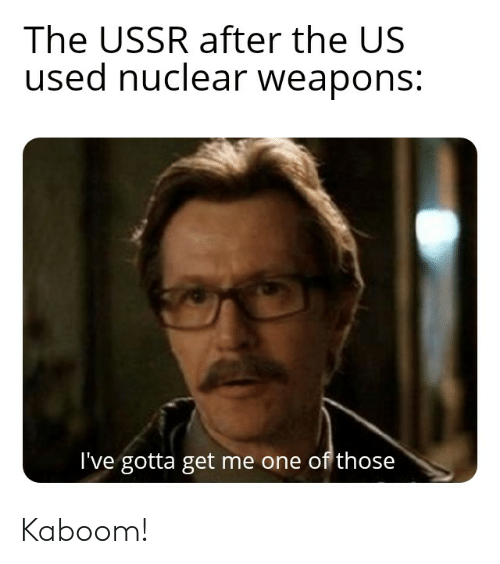 The USSR after the US
used nuclear weapons:
I've gotta get me one of those
Kaboom!